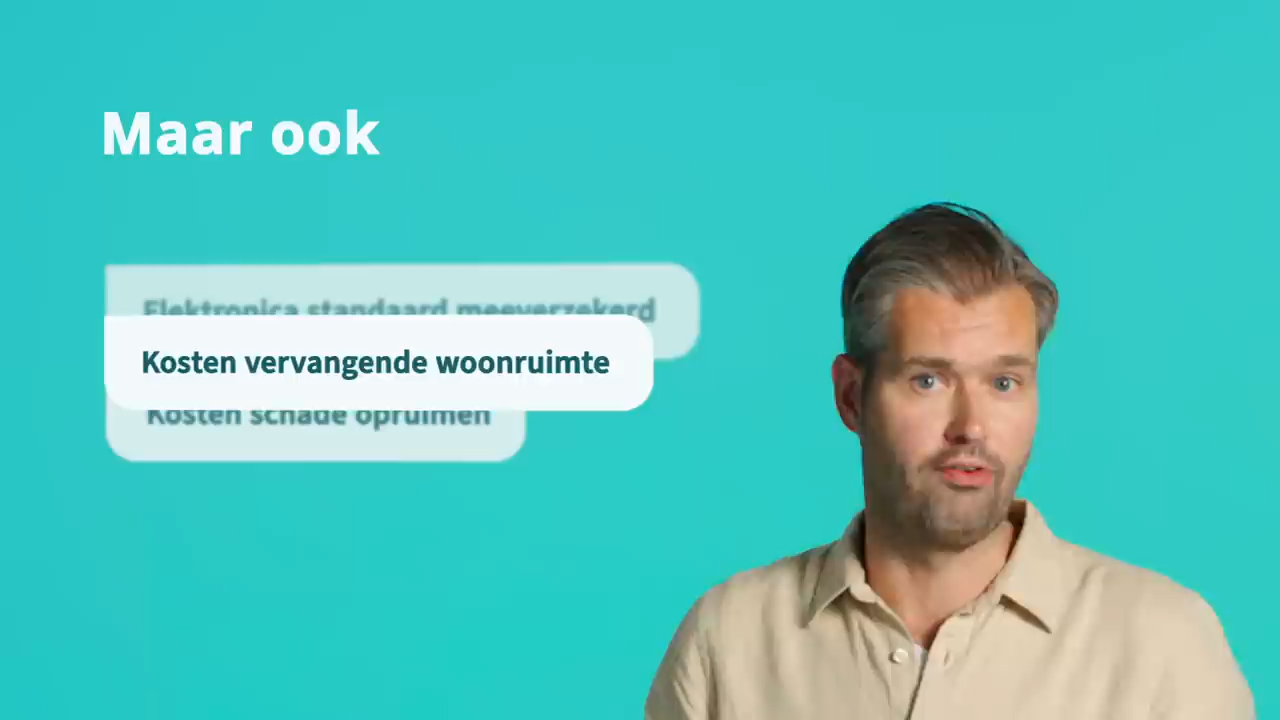 Maar ook
Elektronica standaard meeverzekerd
Kosten vervangende woonruimte
Kosten schade opruimen